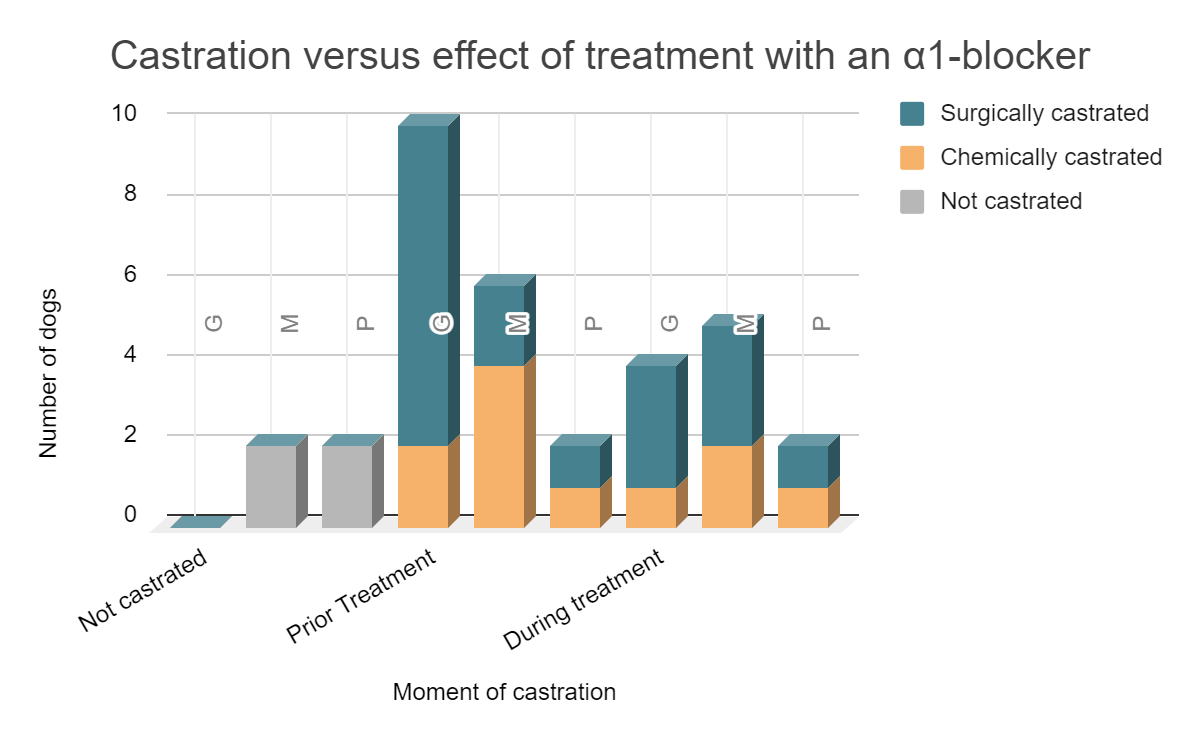 Castration versus effect of treatment with an α1-blocker
Surgically castrated
Chemically castrated
Not castrated
Number of dogs
10
8
6
4
2
0
G
M
P
G
M
P
G
M
P
Not castrated
Prior Treatment
During treatment
Moment of castration